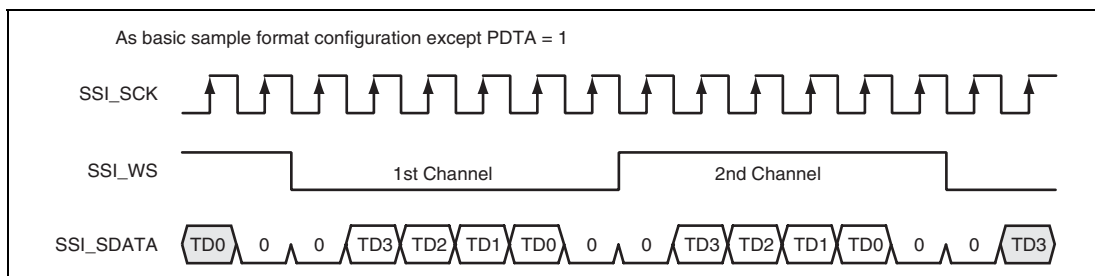 As basic sample format configuration except PDTA = 1
SSI_SCK
SSI_WS 1st Channel 2nd Channel
SSI_SDATA TD0 0 0 TD3 TD2 TD1 TD0 0 0 TD3 TD2 TD1 TD0 0 0 TD3